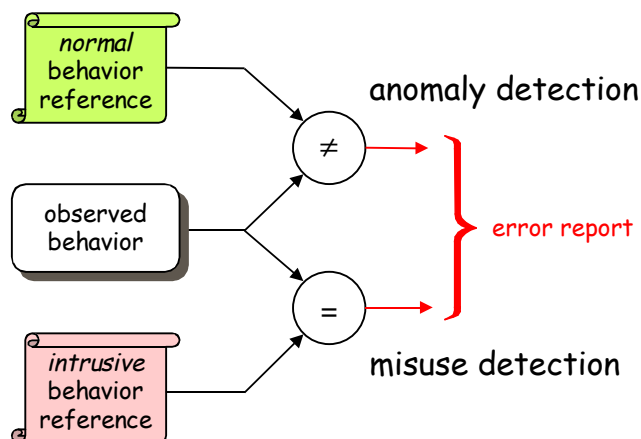 normal
behavior
reference
anomaly detection
≠
observed
behavior
error report
=
intrusive
behavior
reference
misuse detection